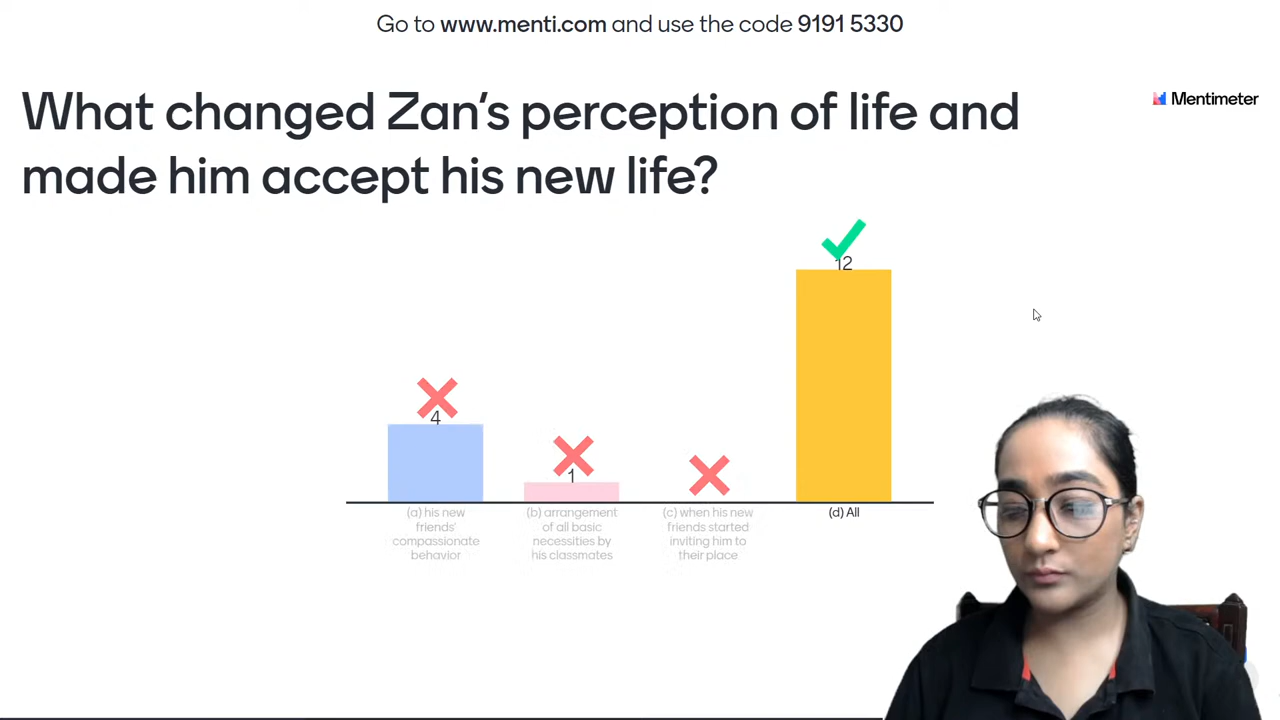 Go to www.menti.com and use the code 9191 5330
What changed Zan's perception of life and
made him accept his new life?
Mentimeter
12
4
1
(a) his new
friends'
compassionate
behavior
(b) arrangement
of all basic
necessities by
his classmates
(c) when his new
friends started
inviting him to
their place
(d) All